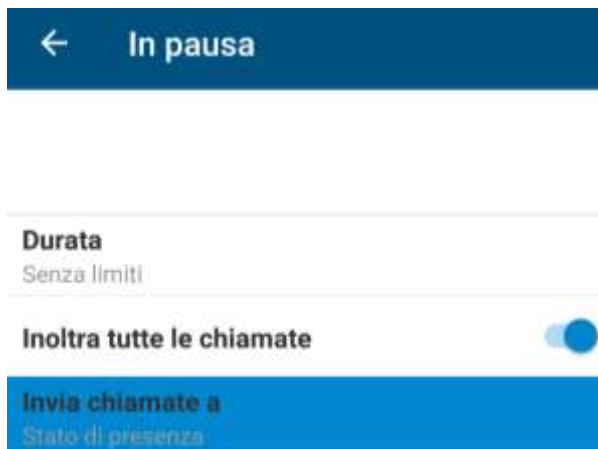 In pausa
Durata
Senza limiti
Inoltra tutte le chiamate
Invia chiamate a
Stato di presenza